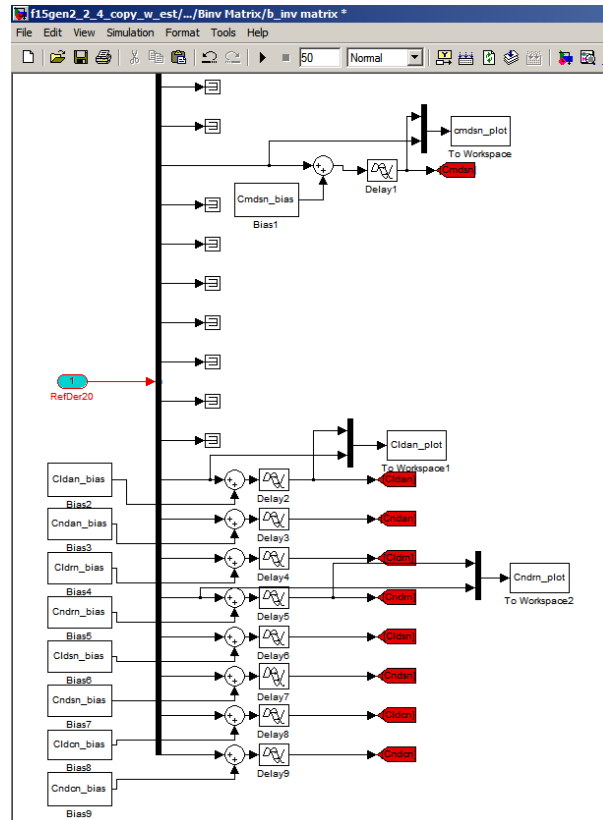 f15gen2_2_4_copy_w_est/.../Binv Matrix/b_inv matrix *
File Edit View Simulation Format Tools Help
50 Normal
cmdsn_plot
To Workspace
Cmdsn
Delay1
Cmdsn_bias
Bias1
1
RefDer20
Cldan_plot
To Workspace1
Cldan_bias
Bias2
Delay2
Cldan
Cndan_bias
Bias3
Delay3
Cndan
Cldrn_bias
Bias4
Delay4
Cldrn
Cndrn_plot
To Workspace2
Cndrn_bias
Bias5
Delay5
Cndrn
Cldsn_bias
Bias6
Delay6
Cldsn
Cndsn_bias
Bias7
Delay7
Cndsn
Cldcn_bias
Bias8
Delay8
Cldcn
Cndcn_bias
Bias9
Delay9
Cndcn